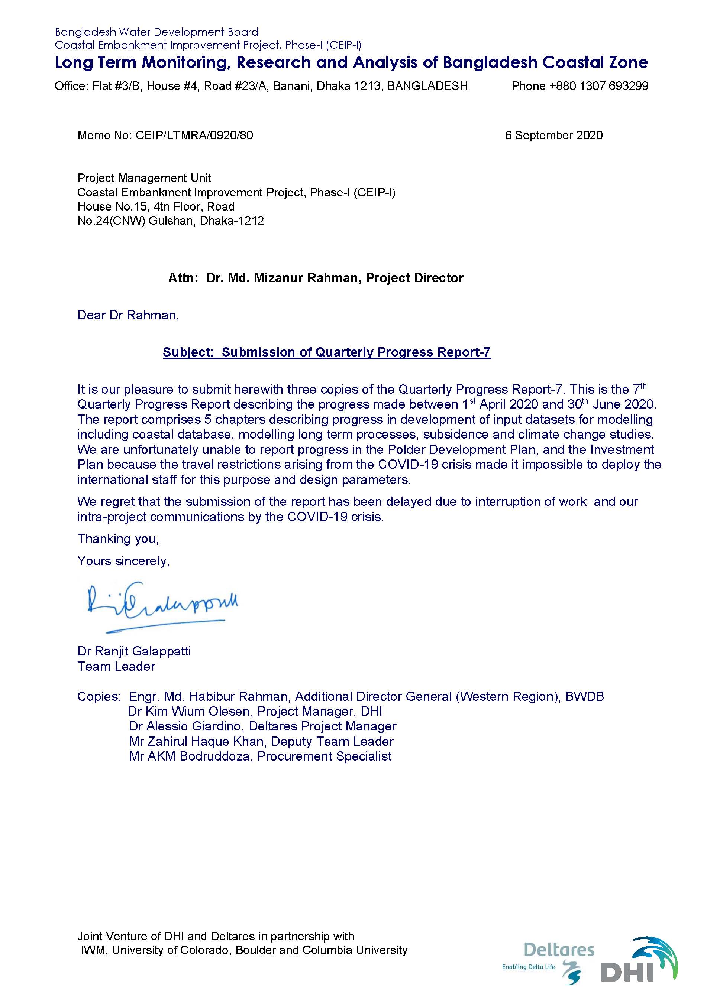 Bangladesh Water Development Board
Coastal Embankment Improvement Project, Phase-I (CEIP-I)
Long Term Monitoring, Research and Analysis of Bangladesh Coastal Zone
Office: Flat #3/B, House #4, Road #23/A, Banani, Dhaka 1213, BANGLADESH Phone +880 1307 693299
Memo No: CEIP/LTMRA/0920/80 6 September 2020
Project Management Unit
Coastal Embankment Improvement Project, Phase-I (CEIP-I)
House No.15, 4tn Floor, Road
No.24(CNW) Gulshan, Dhaka-1212
Attn: Dr. Md. Mizanur Rahman, Project Director
Dear Dr Rahman,
Subject: Submission of Quarterly Progress Report-7
It is our pleasure to submit herewith three copies of the Quarterly Progress Report-7. This is the 7th
Quarterly Progress Report describing the progress made between 1st April 2020 and 30th June 2020.
The report comprises 5 chapters describing progress in development of input datasets for modelling
including coastal database, modelling long term processes, subsidence and climate change studies.
We are unfortunately unable to report progress in the Polder Development Plan, and the Investment
Plan because the travel restrictions arising from the COVID-19 crisis made it impossible to deploy the
international staff for this purpose and design parameters.
We regret that the submission of the report has been delayed due to interruption of work and our
intra-project communications by the COVID-19 crisis.
Thanking you,
Yours sincerely,
Dr Ranjit Galappatti
Team Leader
Copies: Engr. Md. Habibur Rahman, Additional Director General (Western Region), BWDB
Dr Kim Wium Olesen, Project Manager, DHI
Dr Alessio Giardino, Deltares Project Manager
Mr Zahirul Haque Khan, Deputy Team Leader
Mr AKM Bodruddoza, Procurement Specialist
Joint Venture of DHI and Deltares in partnership with
IWM, University of Colorado, Boulder and Columbia University
Deltares
Enabling Delta Life
DHI